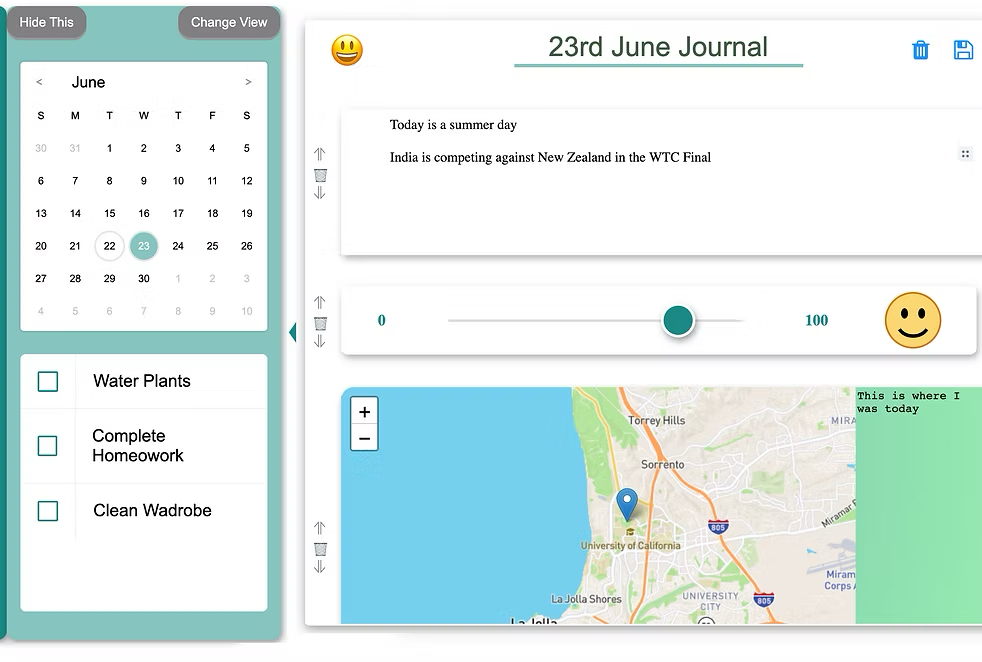 Hide This
Change View
< June >
S M T W T F S
30 31 1 2 3 4 5
6 7 8 9 10 11 12
13 14 15 16 17 18 19
20 21 22 23 24 25 26
27 28 29 30 1 2 3
4 5 6 7 8 9 10
Water Plants
Complete
Homeowork
Clean Wadrobe
23rd June Journal
Today is a summer day
India is competing against New Zealand in the WTC Final
0
100
+
−
Torrey Hills
MIRA
Sorrento
805
Miramar
University of California
Miram
Corps A
La Jolla Shores
UNIVERSITY
CITY
805
La Jolla
This is where I
was today